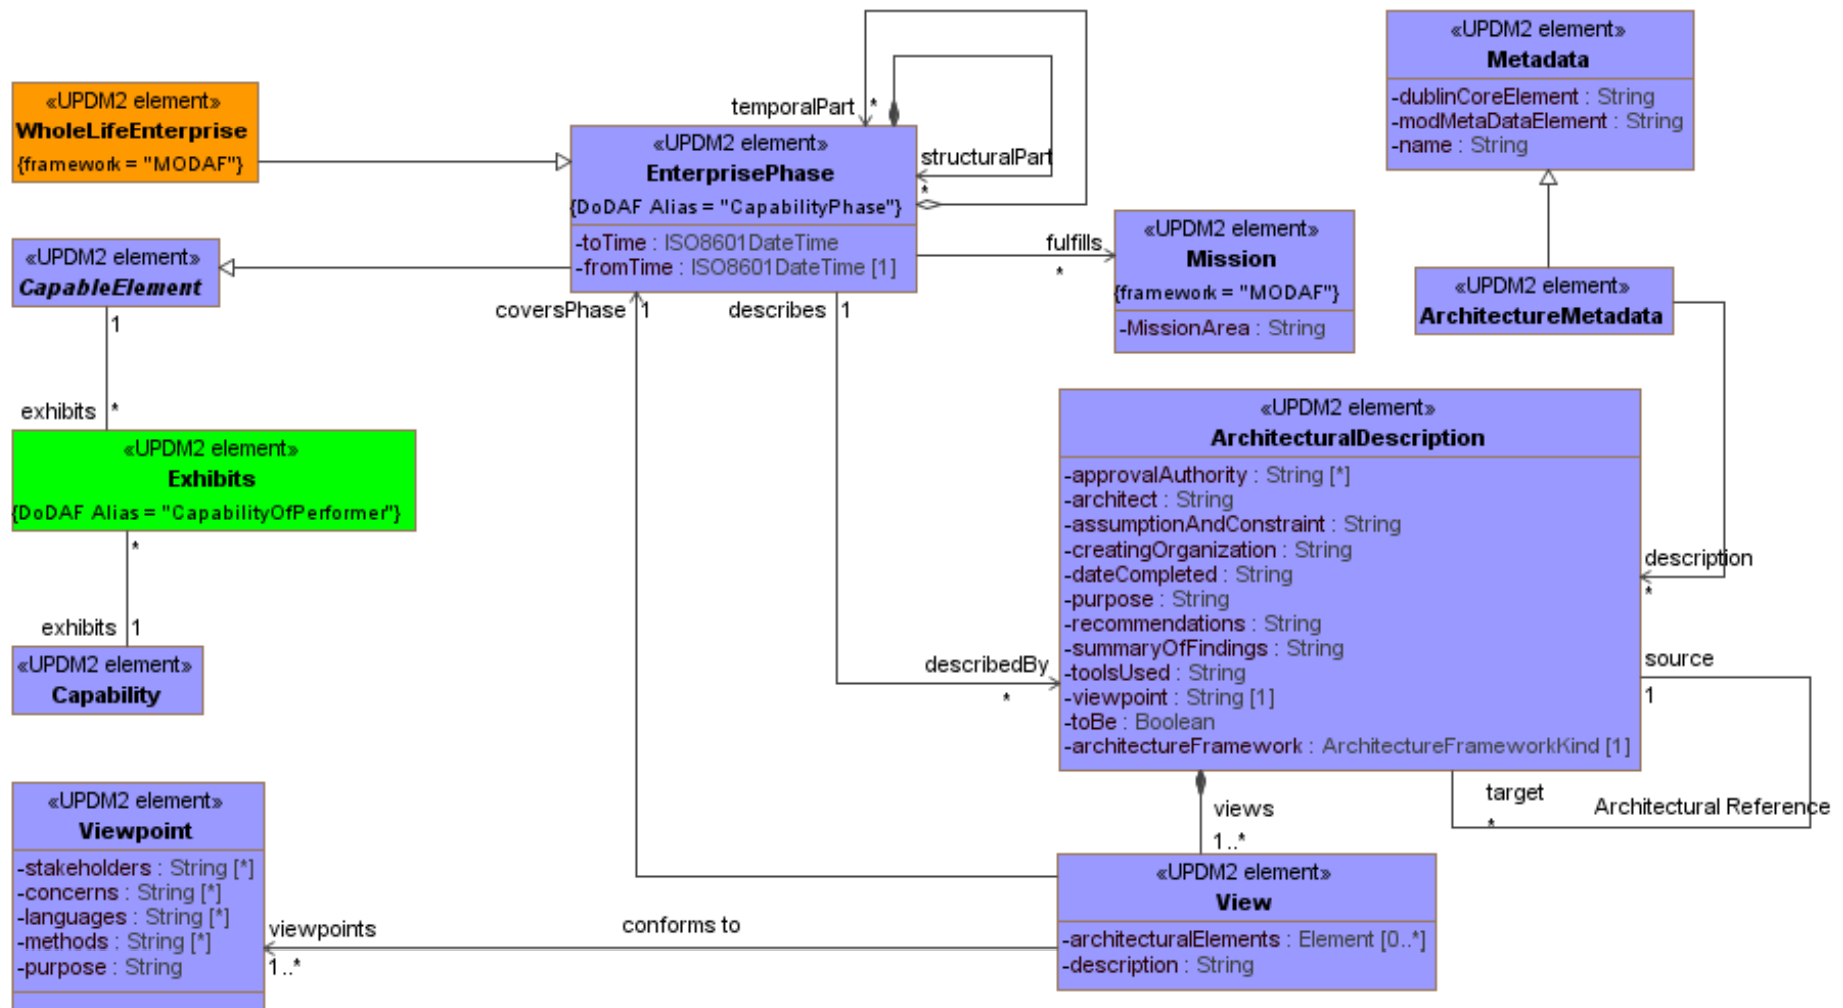 «UPDM2 element»
WholeLifeEnterprise
{framework = "MODAF"}
temporalPart
*
«UPDM2 element»
EnterprisePhase
{DoDAF Alias = "CapabilityPhase"}
-toTime : ISO8601DateTime
-fromTime : ISO8601DateTime [1]
structuralPart
*
«UPDM2 element»
Metadata
-dublinCoreElement : String
-modMetaDataElement : String
-name : String
«UPDM2 element»
CapableElement
1
fulfills
*
«UPDM2 element»
Mission
{framework = "MODAF"}
-MissionArea : String
«UPDM2 element»
ArchitectureMetadata
coversPhase
1
describes
1
exhibits
*
«UPDM2 element»
Exhibits
{DoDAF Alias = "CapabilityOfPerformer"}
*
exhibits
1
«UPDM2 element»
Capability
«UPDM2 element»
ArchitecturalDescription
-approvalAuthority : String [*]
-architect : String
-assumptionAndConstraint : String
-creatingOrganization : String
-dateCompleted : String
-purpose : String
-recommendations : String
-summaryOfFindings : String
-toolsUsed : String
-viewpoint : String [1]
-toBe : Boolean
-architectureFramework : ArchitectureFrameworkKind [1]
description
*
describedBy
*
source
1
target
*
Architectural Reference
views
1..*
«UPDM2 element»
Viewpoint
-stakeholders : String [*]
-concerns : String [*]
-languages : String [*]
-methods : String [*]
-purpose : String
viewpoints
1..*
conforms to
«UPDM2 element»
View
-architecturalElements : Element [0..*]
-description : String